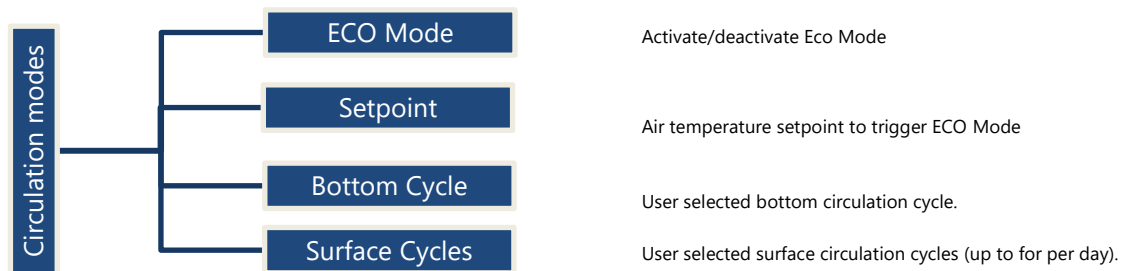 Circulation modes
ECO Mode
Activate/deactivate Eco Mode
Setpoint
Air temperature setpoint to trigger ECO Mode
Bottom Cycle
User selected bottom circulation cycle.
Surface Cycles
User selected surface circulation cycles (up to for per day).